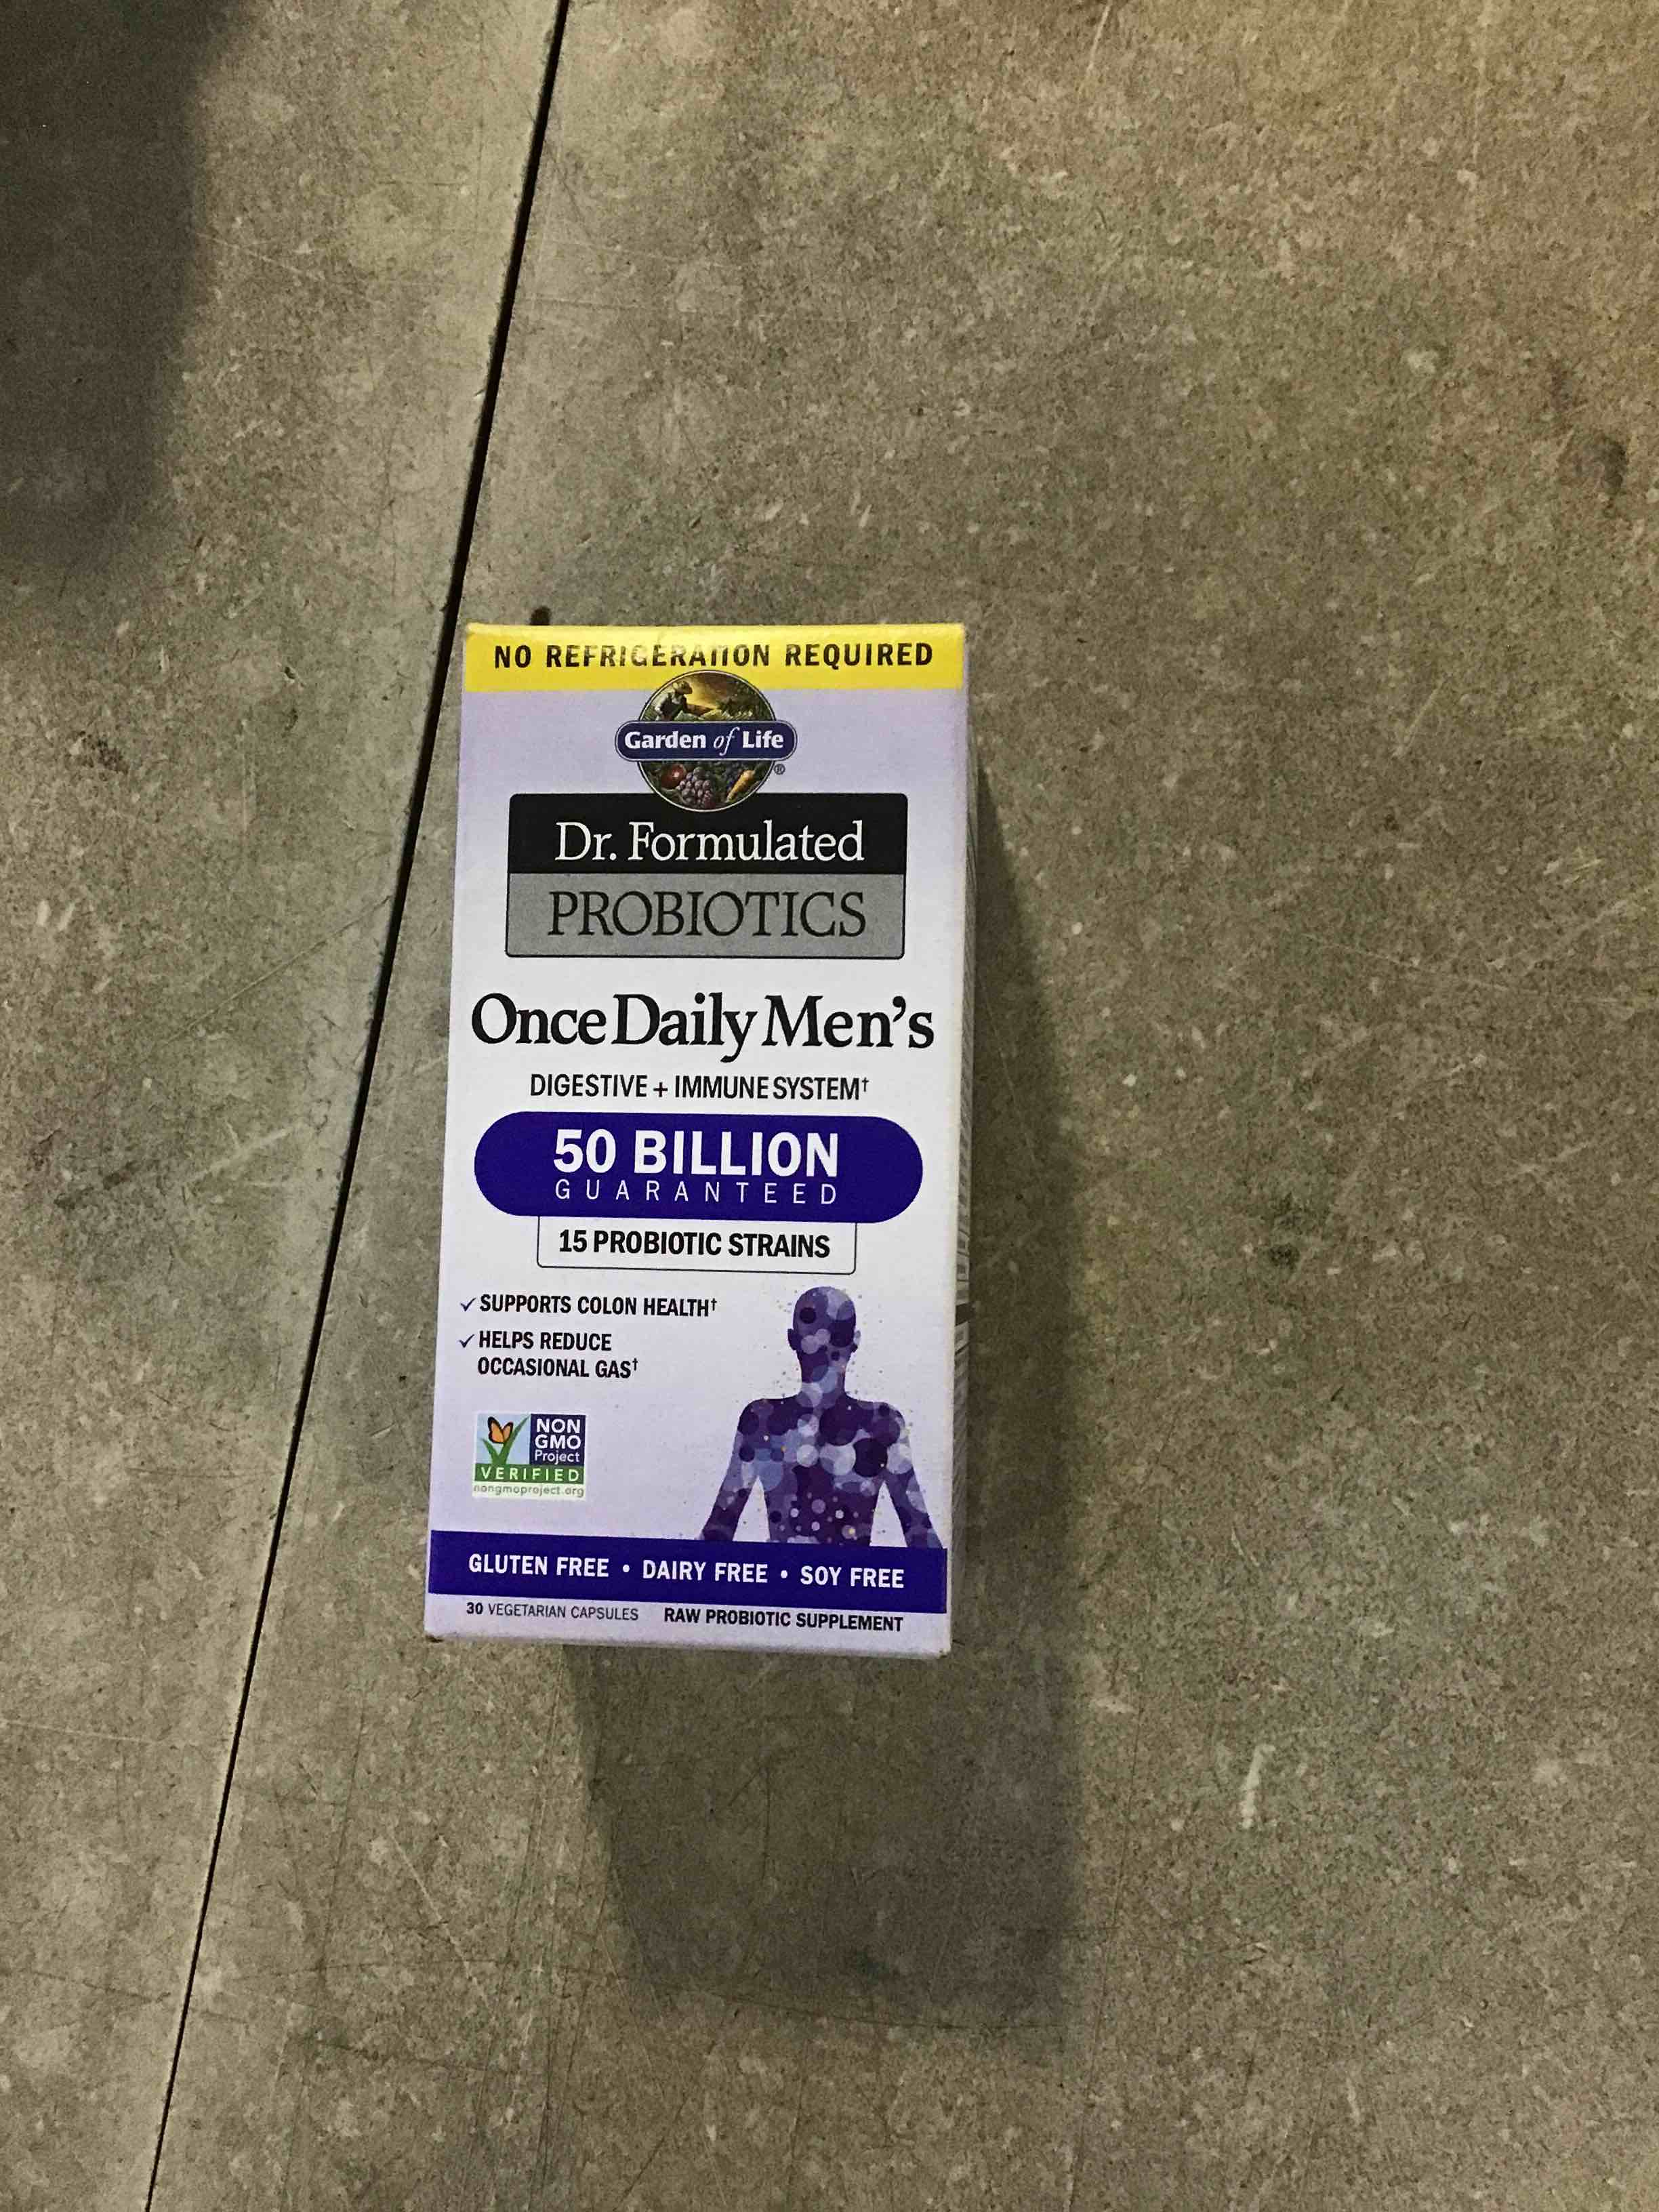 NO REFRIGERATION REQUIRED
Garden of Life
®
Dr. Formulated
PROBIOTICS
Once Daily Men's
DIGESTIVE + IMMUNE SYSTEM†
50 BILLION
GUARANTEED
15 PROBIOTIC STRAINS
✓ SUPPORTS COLON HEALTH†
✓ HELPS REDUCE
OCCASIONAL GAS†
NON
GMO
Project
VERIFIED
nongmoproject.org
GLUTEN FREE • DAIRY FREE • SOY FREE
30 VEGETARIAN CAPSULES RAW PROBIOTIC SUPPLEMENT